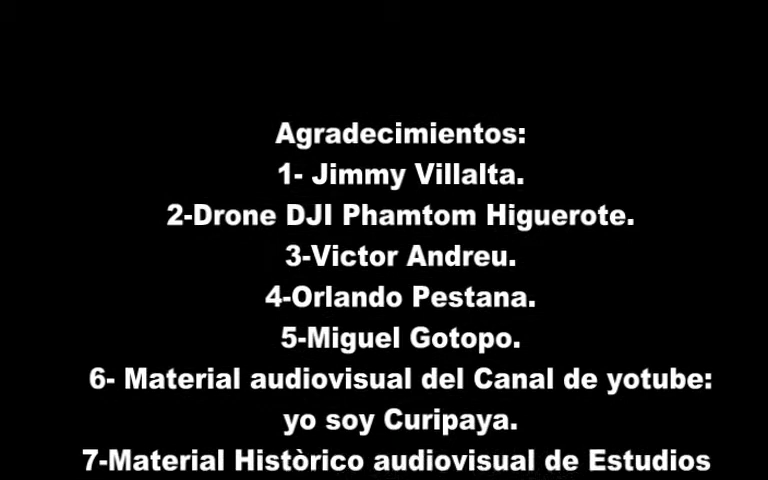 Agradecimientos:
1- Jimmy Villalta.
2-Drone DJI Phamtom Higuerote.
3-Victor Andreu.
4-Orlando Pestana.
5-Miguel Gotopo.
6- Material audiovisual del Canal de yotube:
yo soy Curipaya.
7-Material Històrico audiovisual de Estudios